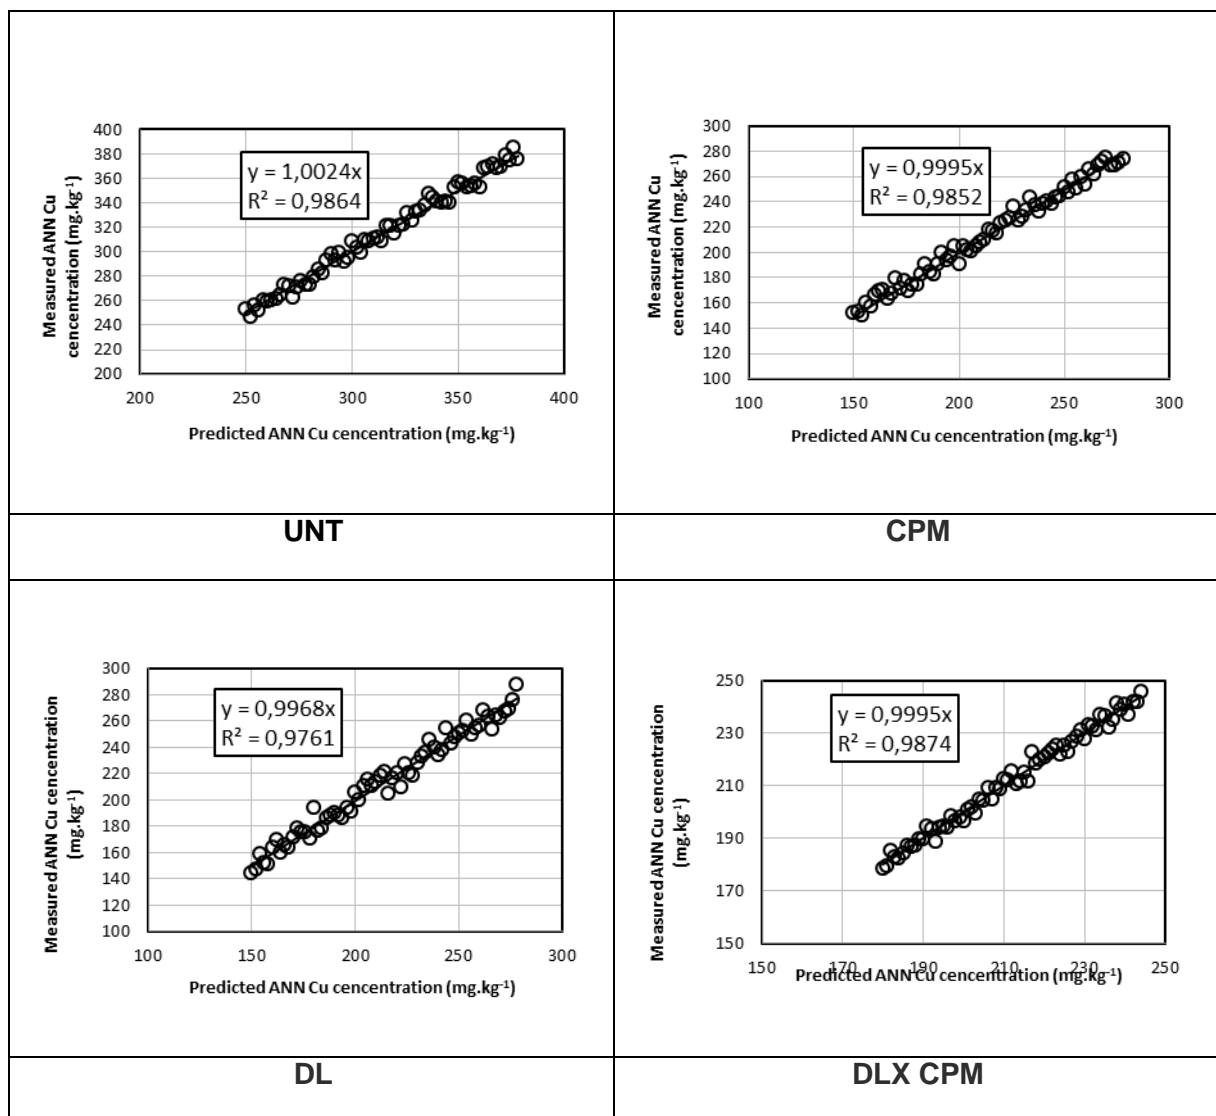 Measured ANN Cu
cencentration (mg.kg-1)
400
380
360
340
320
300
280
260
240
220
200
y = 1,0024x
R² = 0,9864
200 250 300 350 400
Predicted ANN Cu cencentration (mg.kg-1)
Measured ANN Cu
cencentration (mg.kg-1)
300
280
260
240
220
200
180
160
140
120
100
y = 0,9995x
R² = 0,9852
100 150 200 250 300
Predicted ANN Cu cencentration (mg.kg-1)
UNT
CPM
Measured ANN Cu cencentration
(mg.kg-1)
300
280
260
240
220
200
180
160
140
120
100
y = 0,9968x
R² = 0,9761
100 150 200 250 300
Predicted ANN Cu cencentration (mg.kg-1)
Measured ANN Cu cencentration
(mg.kg-1)
250
230
210
190
170
150
y = 0,9995x
R² = 0,9874
150 170 190 210 230 250
Predicted ANN Cu cencentration (mg.kg-1)
DL
DLX CPM